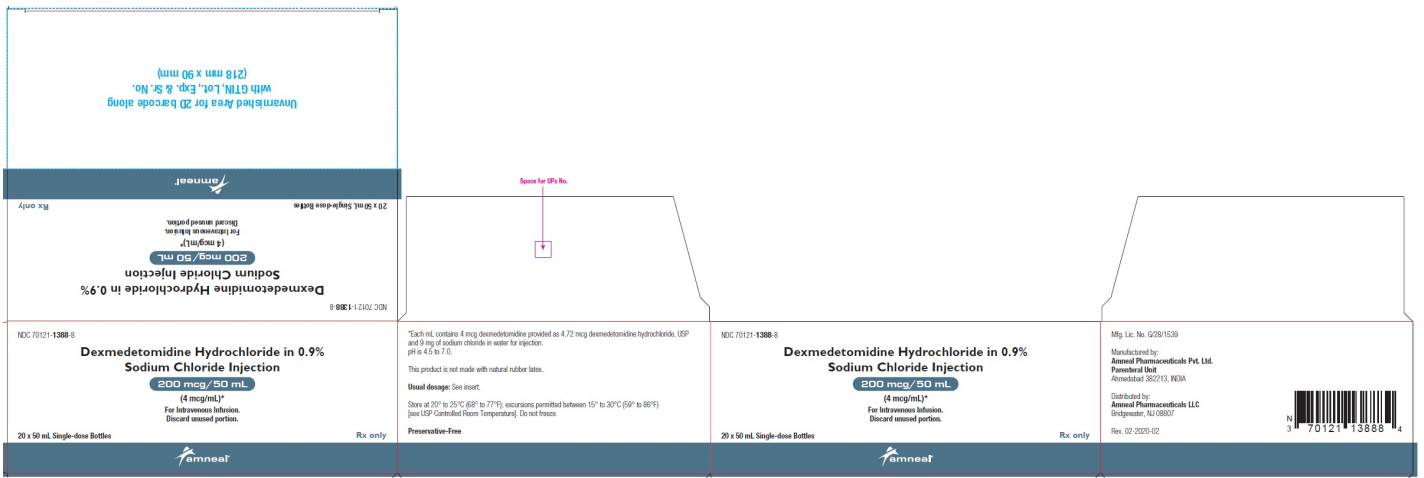 Unvarnished Area for 2D barcode along
with GTIN, Lot., Exp. & Sr. No.
(218 mm x 90 mm)
amneal
20 x 50 mL Single-dose Bottles
Rx only
For Intravenous Infusion.
Discard unused portion.
(4 mcg/mL)*
200 mcg/50 mL
Dexmedetomidine Hydrochloride in 0.9%
Sodium Chloride Injection
NDC 70121-1388-8
Space for UPs No.
NDC 70121-1388-8
Dexmedetomidine Hydrochloride in 0.9%
Sodium Chloride Injection
200 mcg/50 mL
(4 mcg/mL)*
For Intravenous Infusion.
Discard unused portion.
20 x 50 mL Single-dose Bottles
Rx only
amneal
*Each mL contains 4 mcg dexmedetomidine provided as 4.72 mcg dexmedetomidine hydrochloride, USP
and 9 mg of sodium chloride in water for injection.
pH is 4.5 to 7.0.
This product is not made with natural rubber latex.
Usual dosage: See insert.
Store at 20° to 25°C (68° to 77°F); excursions permitted between 15° to 30°C (59° to 86°F)
[see USP Controlled Room Temperature]. Do not freeze.
Preservative-Free
NDC 70121-1388-8
Dexmedetomidine Hydrochloride in 0.9%
Sodium Chloride Injection
200 mcg/50 mL
(4 mcg/mL)*
For Intravenous Infusion.
Discard unused portion.
20 x 50 mL Single-dose Bottles
Rx only
amneal
Mfg. Lic. No. G/28/1539
Manufactured by:
Amneal Pharmaceuticals Pvt. Ltd.
Parenteral Unit
Ahmedabad 382213, INDIA
Distributed by:
Amneal Pharmaceuticals LLC
Bridgewater, NJ 08807
Rev. 02-2020-02
N
3 70121 13888 4